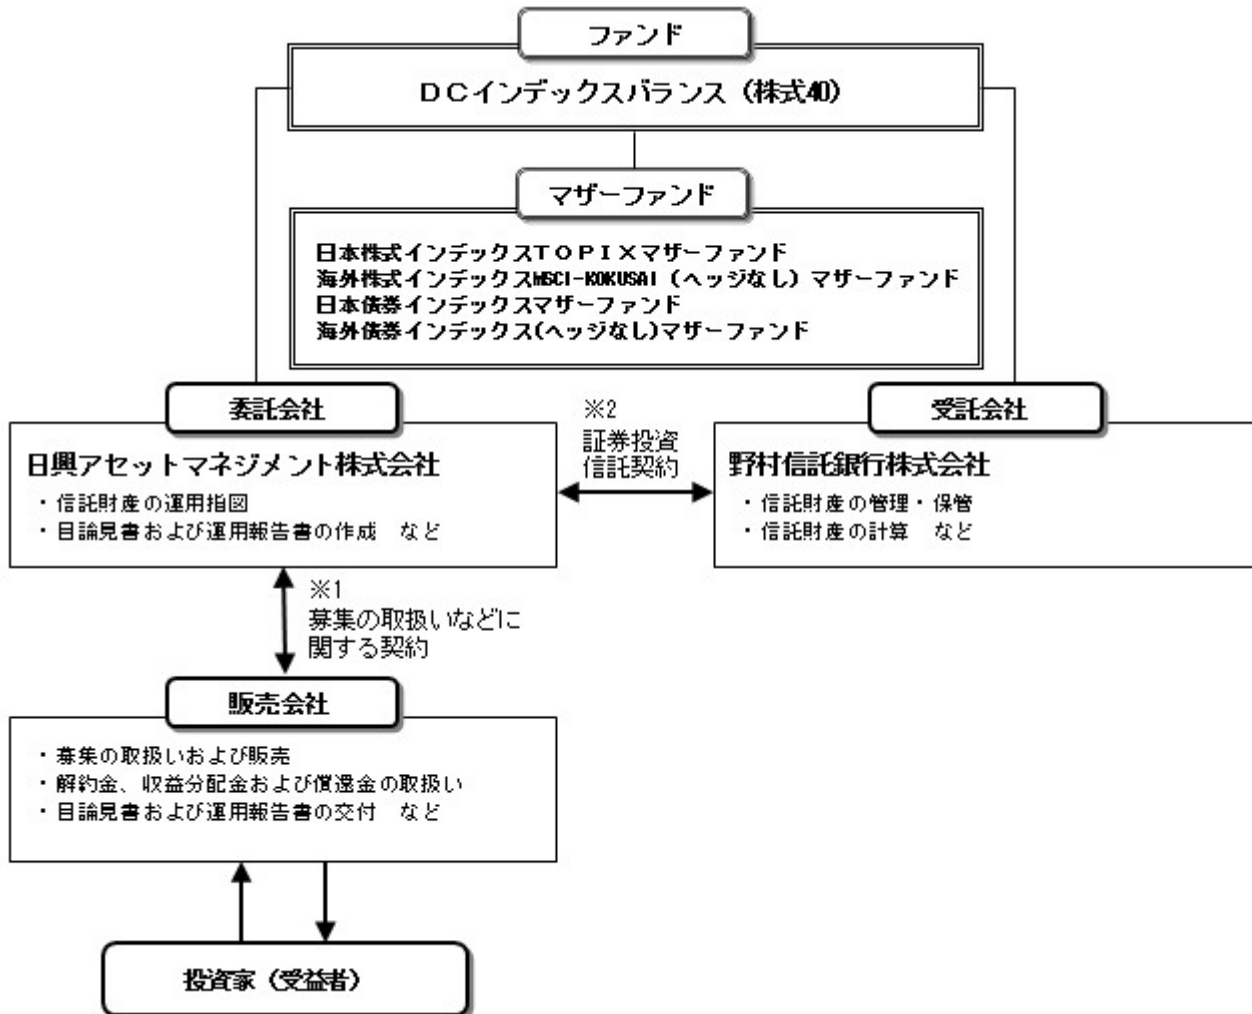 ファンド
ＤＣインデックスバランス（株式40）
マザーファンド
日本株式インデックスＴＯＰＩＸマザーファンド
海外株式インデックスMSCI-KOKUSAI（ヘッジなし）マザーファンド
日本債券インデックスマザーファンド
海外債券インデックス(ヘッジなし)マザーファンド
委託会社
日興アセットマネジメント株式会社
・信託財産の運用指図
・目論見書および運用報告書の作成　など
※2
証券投資
信託契約
受託会社
野村信託銀行株式会社
・信託財産の管理・保管
・信託財産の計算　など
※1
募集の取扱いなどに
関する契約
販売会社
・募集の取扱いおよび販売
・解約金、収益分配金および償還金の取扱い
・目論見書および運用報告書の交付　など
投資家（受益者）